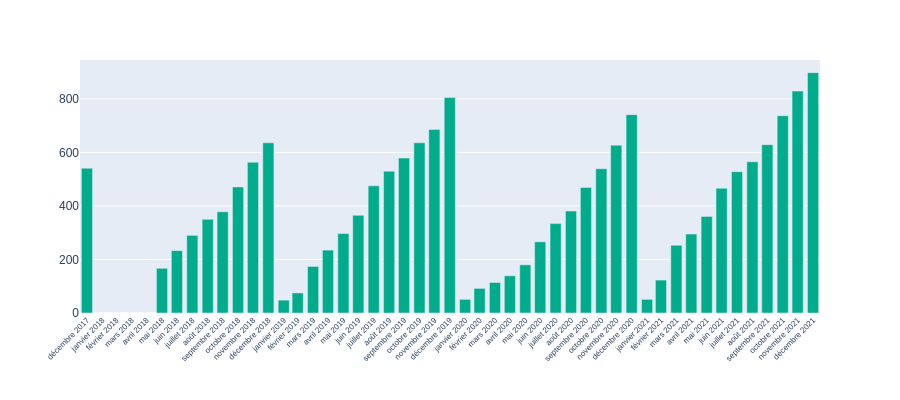 800
600
400
200
0
décembre 2017
janvier 2018
février 2018
mars 2018
avril 2018
mai 2018
juin 2018
juillet 2018
août 2018
septembre 2018
octobre 2018
novembre 2018
décembre 2018
janvier 2019
février 2019
mars 2019
avril 2019
mai 2019
juin 2019
juillet 2019
août 2019
septembre 2019
octobre 2019
novembre 2019
décembre 2019
janvier 2020
février 2020
mars 2020
avril 2020
mai 2020
juin 2020
juillet 2020
août 2020
septembre 2020
octobre 2020
novembre 2020
décembre 2020
janvier 2021
février 2021
mars 2021
avril 2021
mai 2021
juin 2021
juillet 2021
août 2021
septembre 2021
octobre 2021
novembre 2021
décembre 2021